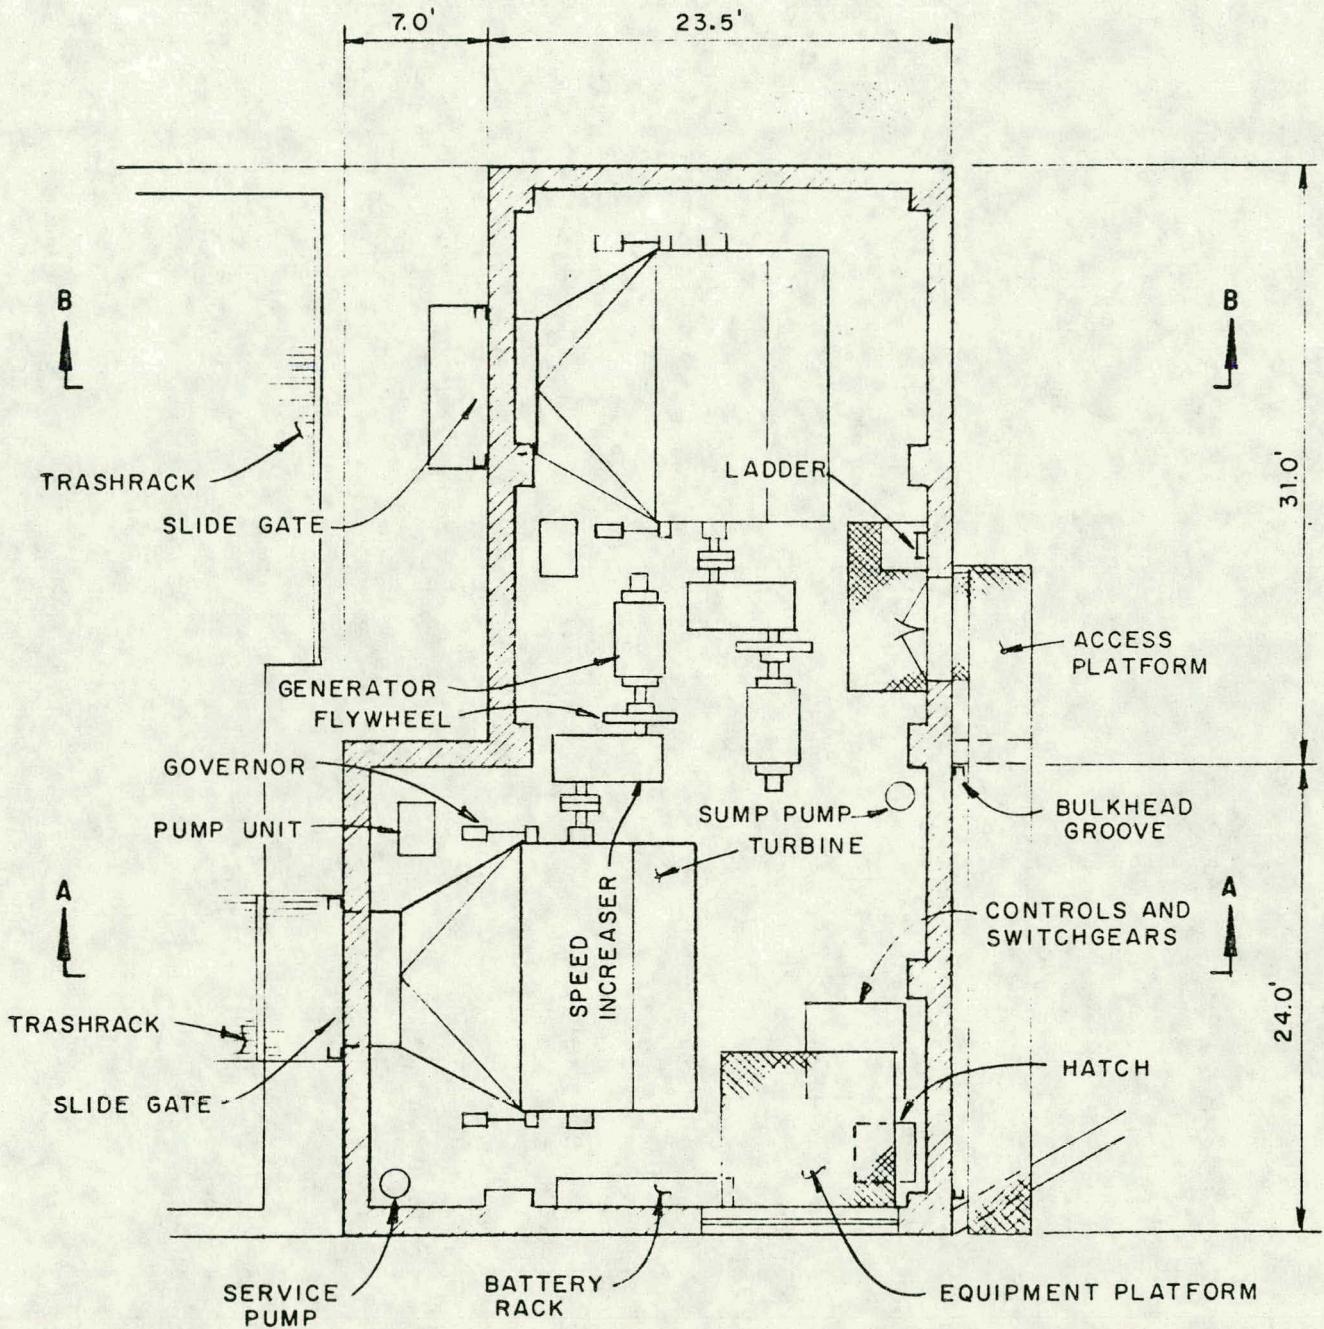 7.0'
23.5'
B
B
TRASHRACK
SLIDE GATE
LADDER
31.0'
ACCESS
PLATFORM
GENERATOR
FLYWHEEL
GOVERNOR
PUMP UNIT
SUMP PUMP
TURBINE
BULKHEAD
GROOVE
A
A
SPEED
INCREASER
CONTROLS AND
SWITCHGEARS
24.0'
TRASHRACK
SLIDE GATE
HATCH
SERVICE
PUMP
BATTERY
RACK
EQUIPMENT PLATFORM